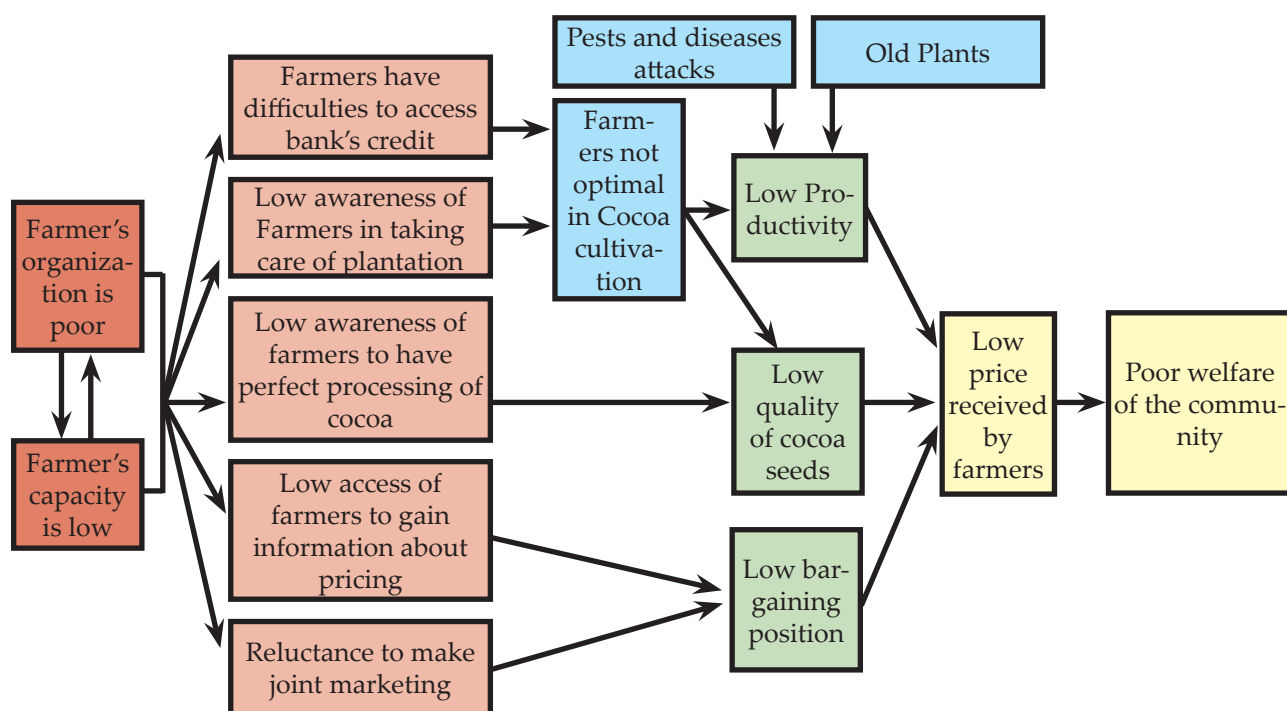 Farmer's
organiza-
tion is
poor
Farmer's
capacity
is low
Farmers have
difficulties to access
bank's credit
Low awareness of
Farmers in taking
care of plantation
Low awareness of
farmers to have
perfect processing of
cocoa
Low access of
farmers to gain
information about
pricing
Reluctance to make
joint marketing
Pests and diseases
attacks
Old Plants
Farm-
ers not
optimal
in Cocoa
cultiva-
tion
Low Pro-
ductivity
Low
quality
of cocoa
seeds
Low bar-
gaining
position
Low
price
received
by
farmers
Poor welfare
of the commu-
nity